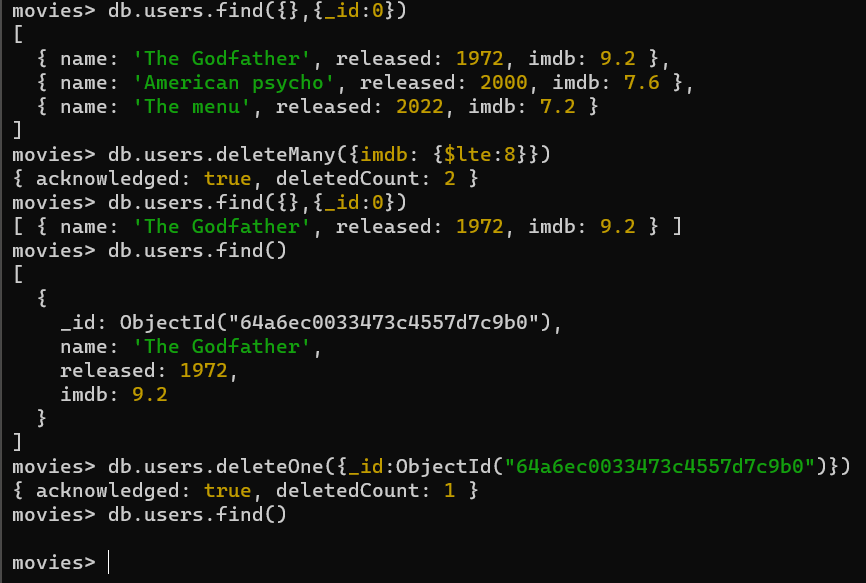 movies> db.users.find({},{_id:0})
[
  { name: 'The Godfather', released: 1972, imdb: 9.2 },
  { name: 'American psycho', released: 2000, imdb: 7.6 },
  { name: 'The menu', released: 2022, imdb: 7.2 }
]
movies> db.users.deleteMany({imdb: {$lte:8}})
{ acknowledged: true, deletedCount: 2 }
movies> db.users.find({},{_id:0})
[ { name: 'The Godfather', released: 1972, imdb: 9.2 } ]
movies> db.users.find()
[
  {
    _id: ObjectId("64a6ec0033473c4557d7c9b0"),
    name: 'The Godfather',
    released: 1972,
    imdb: 9.2
  }
]
movies> db.users.deleteOne({_id:ObjectId("64a6ec0033473c4557d7c9b0")})
{ acknowledged: true, deletedCount: 1 }
movies> db.users.find()
movies>